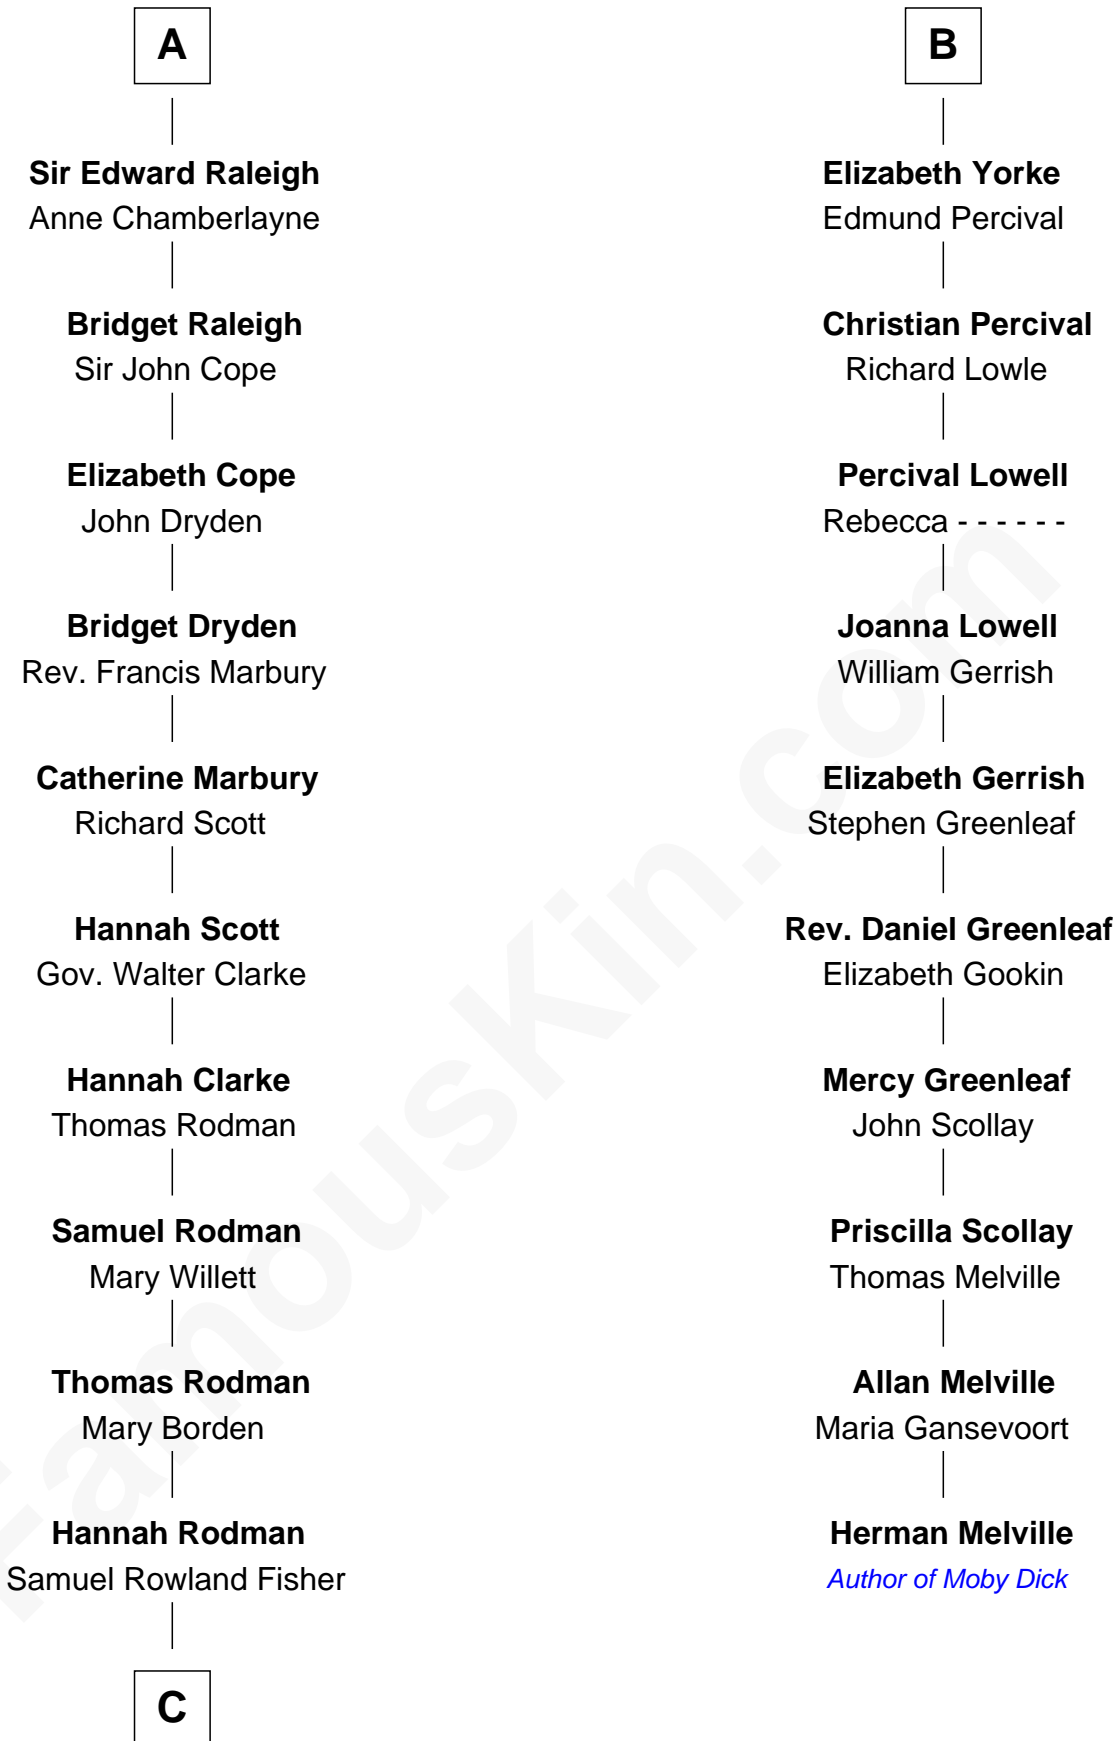 A
Sir Edward Raleigh
Anne Chamberlayne
Bridget Raleigh
Sir John Cope
Elizabeth Cope
John Dryden
Bridget Dryden
Rev. Francis Marbury
Catherine Marbury
Richard Scott
Hannah Scott
Gov. Walter Clarke
Hannah Clarke
Thomas Rodman
Samuel Rodman
Mary Willett
Thomas Rodman
Mary Borden
Hannah Rodman
Samuel Rowland Fisher
C
B
Elizabeth Yorke
Edmund Percival
Christian Percival
Richard Lowle
Percival Lowell
Rebecca - - - - - -
Joanna Lowell
William Gerrish
Elizabeth Gerrish
Stephen Greenleaf
Rev. Daniel Greenleaf
Elizabeth Gookin
Mercy Greenleaf
John Scollay
Priscilla Scollay
Thomas Melville
Allan Melville
Maria Gansevoort
Herman Melville
Author of Moby Dick
FamousKin.com